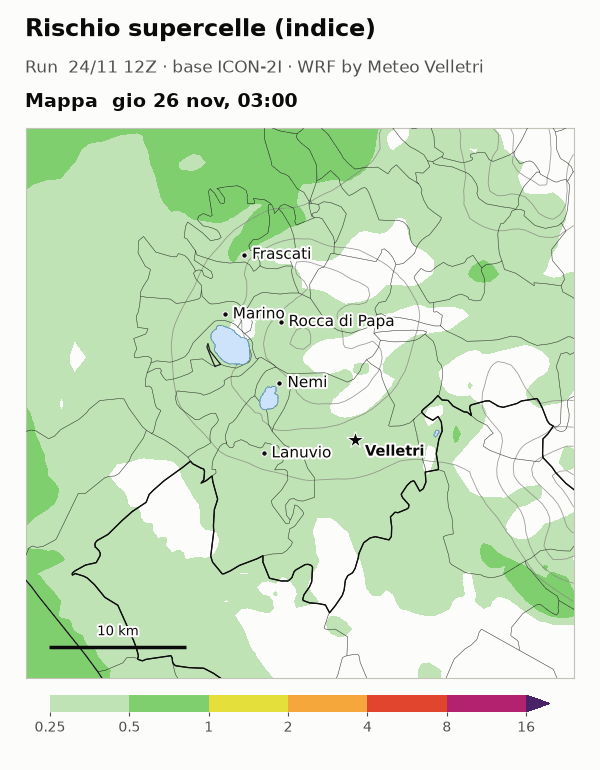 Rischio supercelle (indice)
Run 24/11 12Z · base ICON-2I · WRF by Meteo Velletri
Mappa gio 26 nov, 03:00
Frascati
Marino
Rocca di Papa
Nemi
Velletri
Lanuvio
10 km
0.25 0.5 1 2 4 8 16